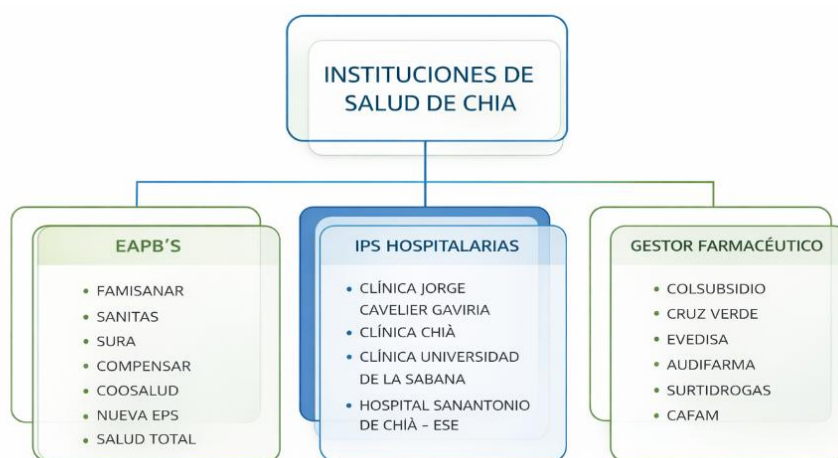 INSTITUCIONES DE
SALUD DE CHIA
EAPB´S
• FAMISANAR
• SANITAS
• SURA
• COMPENSAR
• COOSALUD
• NUEVA EPS
• SALUD TOTAL
IPS HOSPITALARIAS
• CLÍNICA JORGE
CAVELIER GAVIRIA
• CLÍNICA CHIÀ
• CLÍNICA UNIVERSIDAD
DE LA SABANA
• HOSPITAL SANANTONIO
DE CHIÀ – ESE
GESTOR FARMACÉUTICO
• COLSUBSIDIO
• CRUZ VERDE
• EVEDISA
• AUDIFARMA
• SURTIDROGAS
• CAFAM